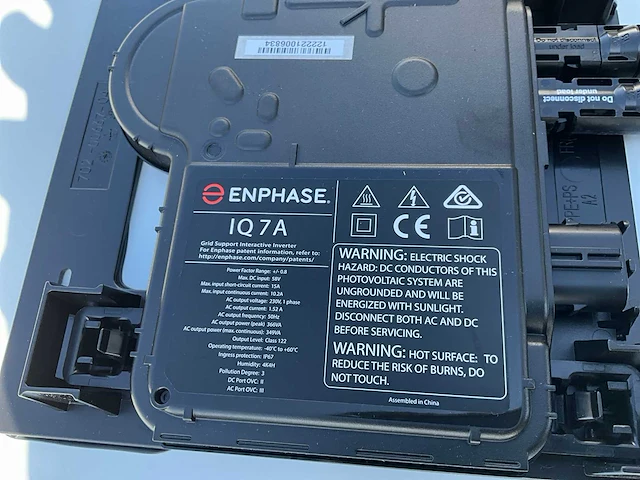 122221006834
under load
Do not disconnect
under load
ENPHASE.
IQ 7A
Grid Support Interactive Inverter
For Enphase patent information, refer to:
http://enphase.com/company/patents/
Power Factor Range: +/- 0.8
Max. DC input: 58V
Max. input short-circuit current: 15A
Max. input continuous current: 10.2A
AC output voltage: 230V, 1 phase
AC output current: 1.52 A
AC output frequency: 50Hz
AC output power (peak) 366VA
AC output power (max. continuous): 349VA
Output Level: Class 122
Operating temperature: -40°C to +60°C
Ingress protection: IP67
Humidity: 4K4H
Pollution Degree: 3
DC Port OVC: II
AC Port OVC: III
CE
WARNING: ELECTRIC SHOCK
HAZARD: DC CONDUCTORS OF THIS
PHOTOVOLTAIC SYSTEM ARE
UNGROUNDED AND WILL BE
ENERGIZED WITH SUNLIGHT.
DISCONNECT BOTH AC AND DC
BEFORE SERVICING.
WARNING: HOT SURFACE: TO
REDUCE THE RISK OF BURNS, DO
NOT TOUCH.
Assembled in China
PPE+PS
A2